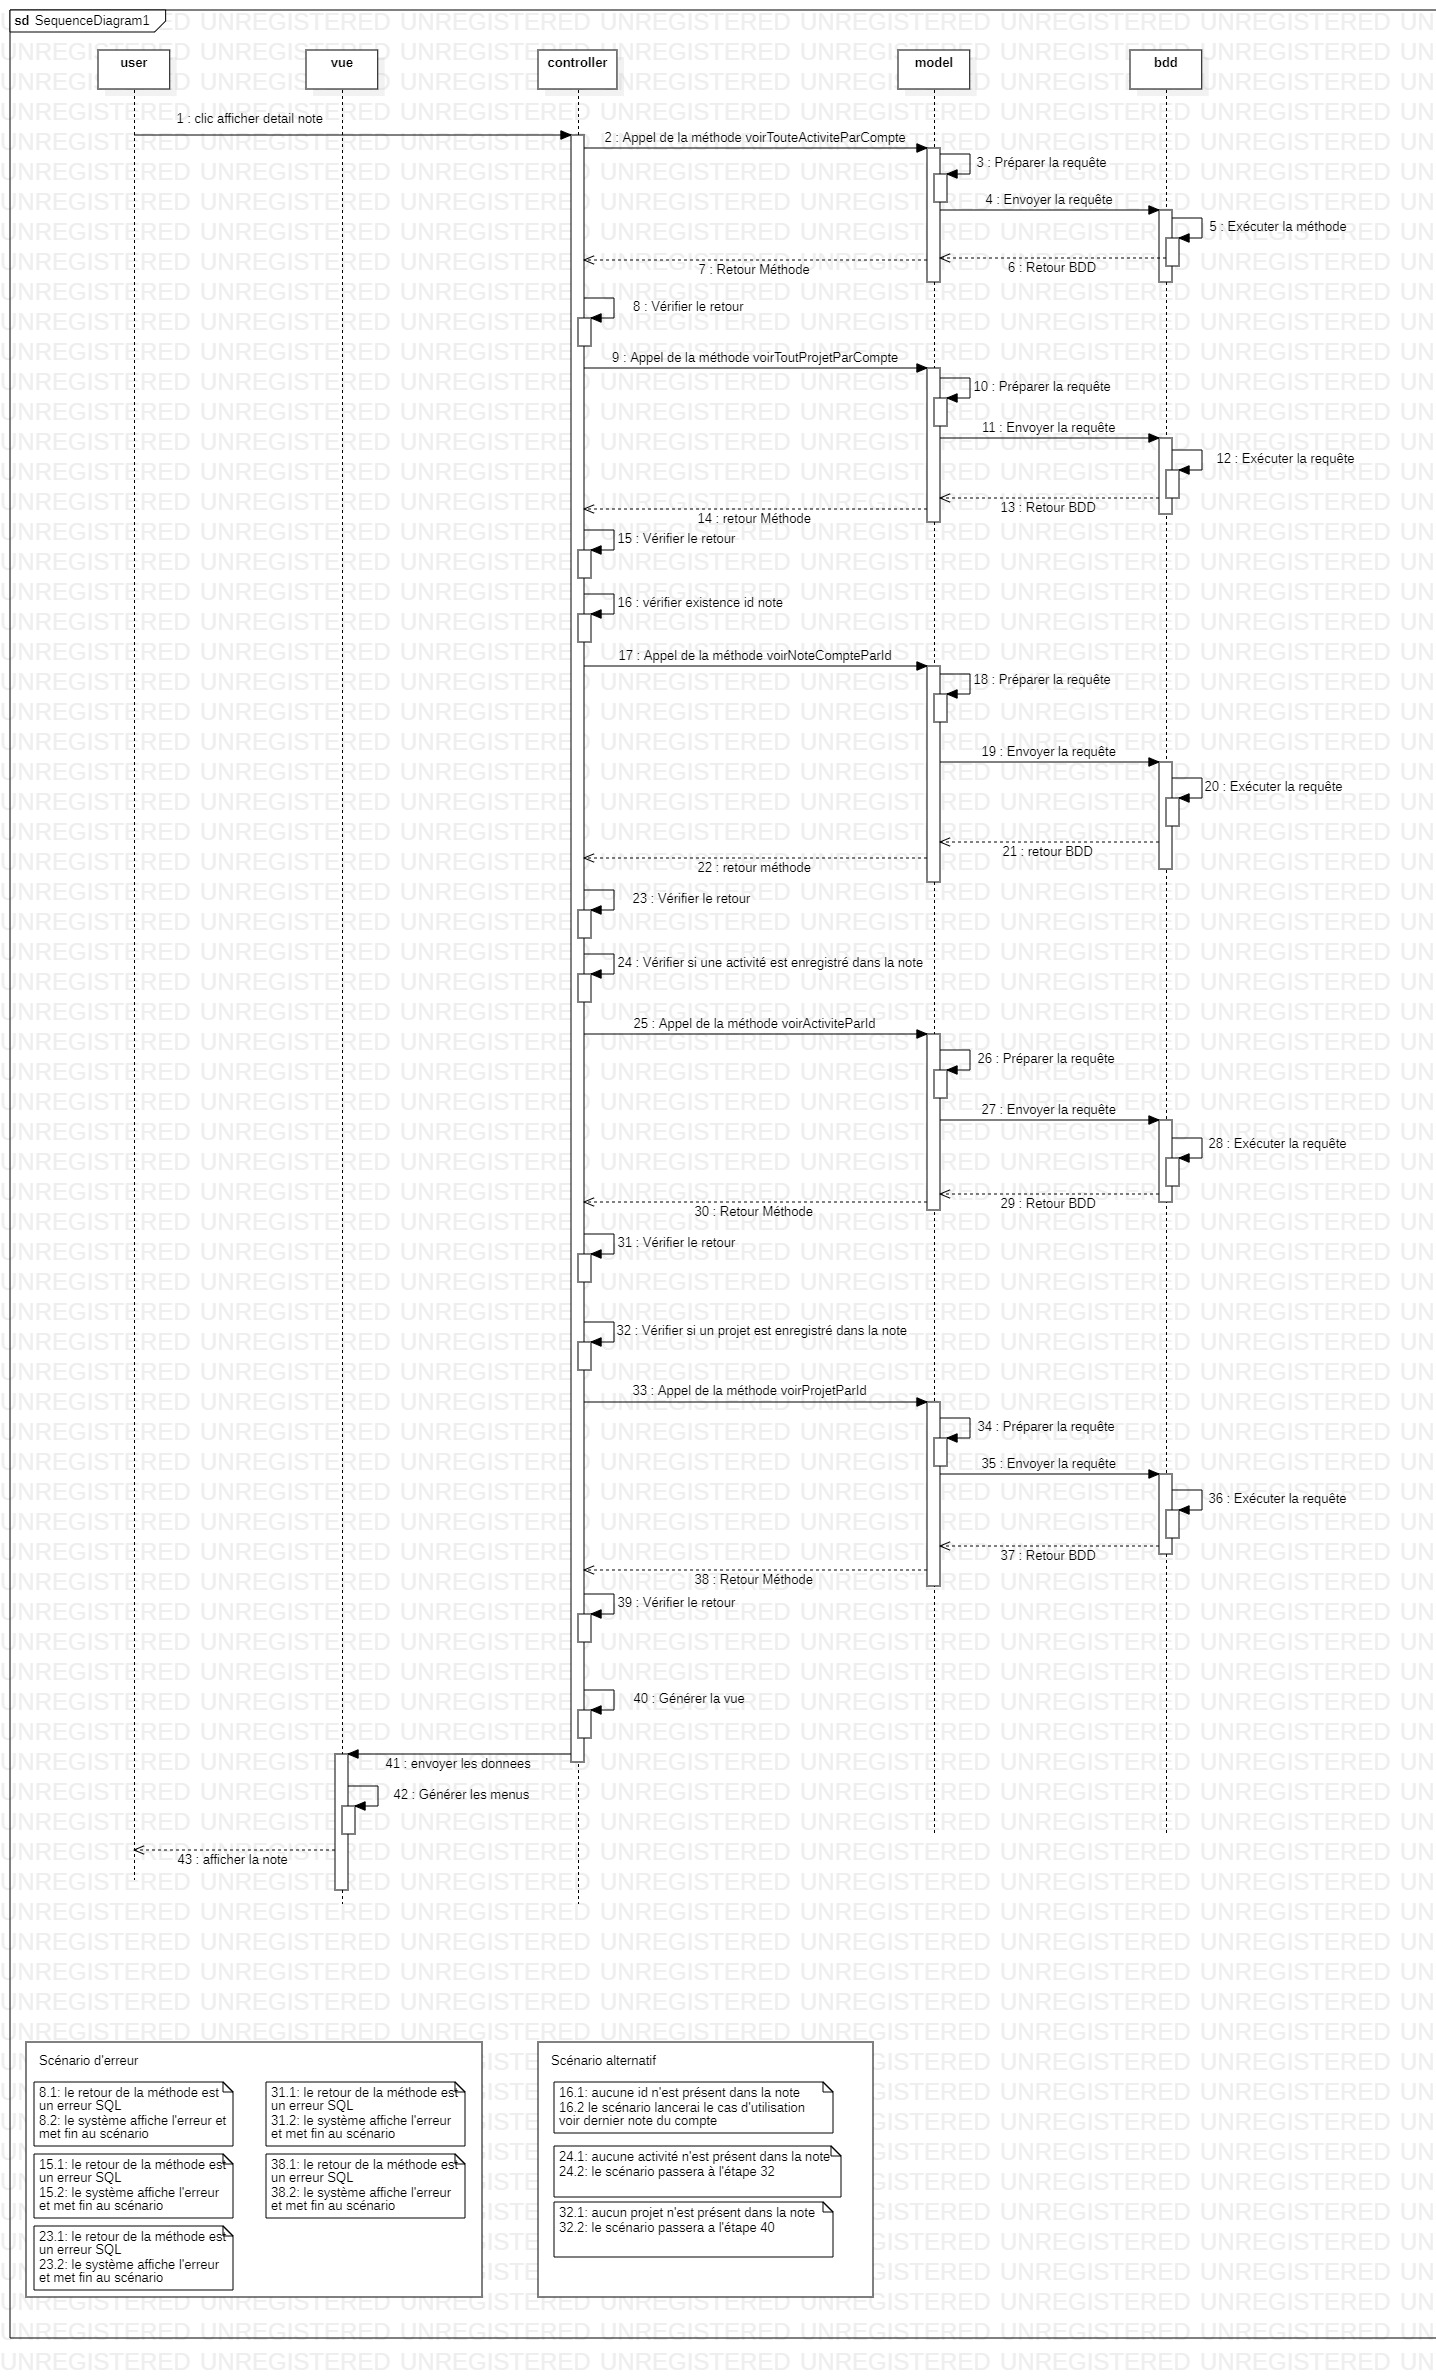 sd SequenceDiagram1
user
vue
controller
model
bdd
1 : clic afficher detail note
2 : Appel de la méthode voirTouteActiviteParCompte
3 : Préparer la requête
4 : Envoyer la requête
5 : Exécuter la méthode
6 : Retour BDD
7 : Retour Méthode
8 : Vérifier le retour
9 : Appel de la méthode voirToutProjetParCompte
10 : Préparer la requête
11 : Envoyer la requête
12 : Exécuter la requête
13 : Retour BDD
14 : retour Méthode
15 : Vérifier le retour
16 : vérifier existence id note
17 : Appel de la méthode voirNoteCompteParId
18 : Préparer la requête
19 : Envoyer la requête
20 : Exécuter la requête
21 : retour BDD
22 : retour méthode
23 : Vérifier le retour
24 : Vérifier si une activité est enregistré dans la note
25 : Appel de la méthode voirActiviteParId
26 : Préparer la requête
27 : Envoyer la requête
28 : Exécuter la requête
29 : Retour BDD
30 : Retour Méthode
31 : Vérifier le retour
32 : Vérifier si un projet est enregistré dans la note
33 : Appel de la méthode voirProjetParId
34 : Préparer la requête
35 : Envoyer la requête
36 : Exécuter la requête
37 : Retour BDD
38 : Retour Méthode
39 : Vérifier le retour
40 : Générer la vue
41 : envoyer les donnees
42 : Générer les menus
43 : afficher la note
Scénario d'erreur
8.1: le retour de la méthode est
un erreur SQL
8.2: le système affiche l'erreur et
met fin au scénario
15.1: le retour de la méthode est
un erreur SQL
15.2: le système affiche l'erreur
et met fin au scénario
23.1: le retour de la méthode est
un erreur SQL
23.2: le système affiche l'erreur
et met fin au scénario
31.1: le retour de la méthode est
un erreur SQL
31.2: le système affiche l'erreur
et met fin au scénario
38.1: le retour de la méthode est
un erreur SQL
38.2: le système affiche l'erreur
et met fin au scénario
Scénario alternatif
16.1: aucune id n'est présent dans la note
16.2 le scénario lancerai le cas d'utilisation
voir dernier note du compte
24.1: aucune activité n'est présent dans la note
24.2: le scénario passera à l'étape 32
32.1: aucun projet n'est présent dans la note
32.2: le scénario passera a l'étape 40
UNREGISTERED